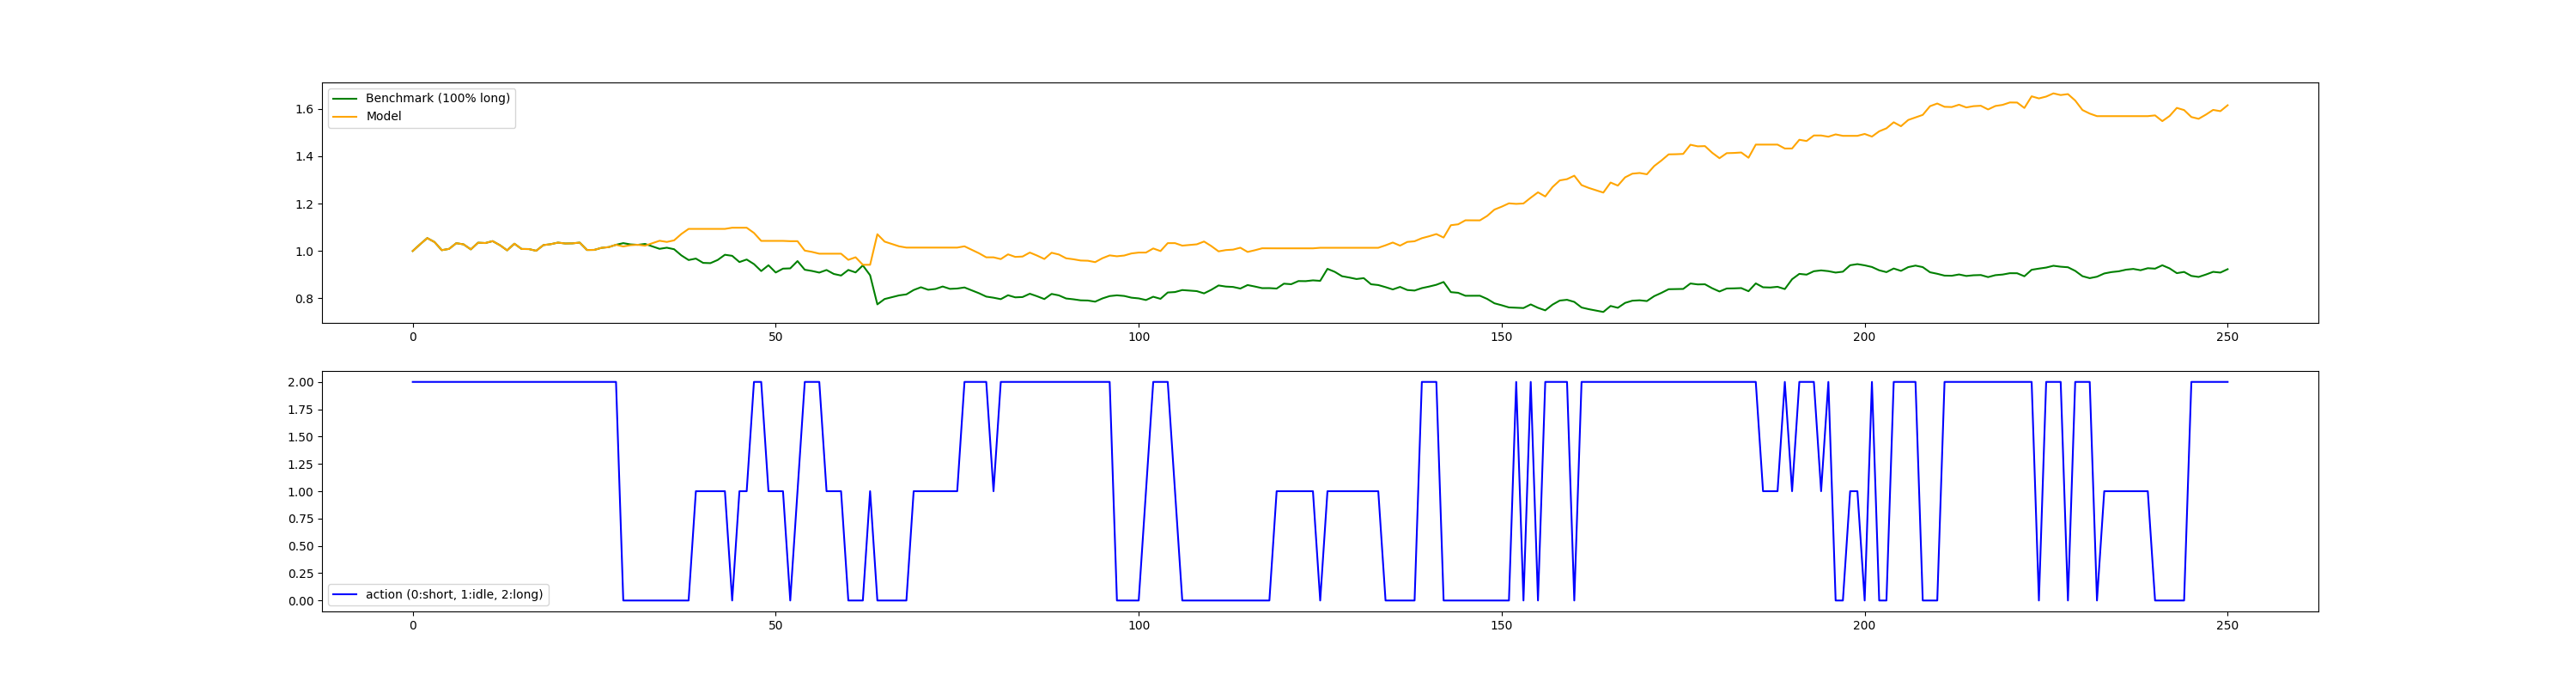 Benchmark (100% long)
Model
1.6
1.4
1.2
1.0
0.8
0 50 100 150 200 250
2.00
1.75
1.50
1.25
1.00
0.75
0.50
0.25
0.00
action (0:short, 1:idle, 2:long)
0 50 100 150 200 250